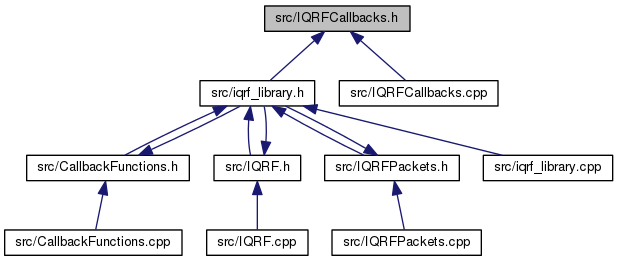 src/IQRFCallbacks.h
src/iqrf_library.h
src/IQRFCallbacks.cpp
src/CallbackFunctions.h
src/IQRF.h
src/IQRFPackets.h
src/iqrf_library.cpp
src/CallbackFunctions.cpp
src/IQRF.cpp
src/IQRFPackets.cpp